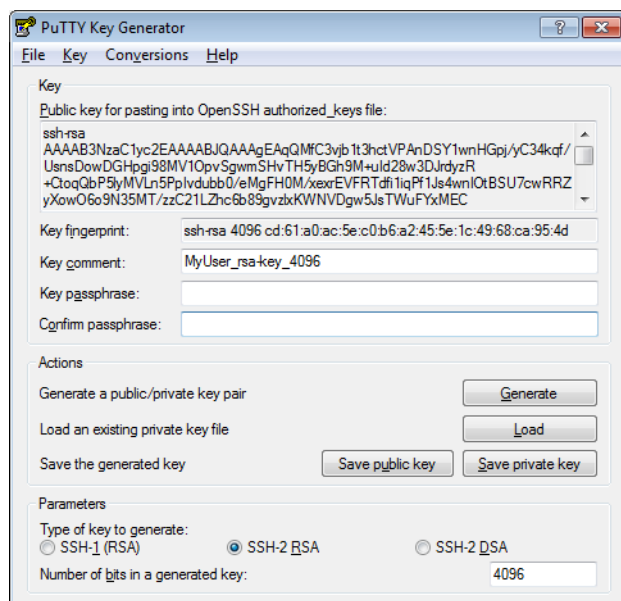 PuTTY Key Generator
File Key Conversions Help
Key
Public key for pasting into OpenSSH authorized_keys file:
ssh-rsa
AAAAB3NzaC1yc2EAAAABJQAAAgEAqQMfC3vjb1t3hctVPAnDSY1wnHGpj/yC34kqf/
UsnsDowDGHpgi98MV1OpvSgwmSHvTH5yBGh9M+uld28w3DJrdyzR
+CtoqQbP5lyMVLn5PpIvdubb0/eMgFH0M/xexrEVFRTdfi1iqPf1Js4wnlOtBSU7cwRRZ
yXowO6o9N35MT/zzC21LZhc6b89gvzlxKWNVDgw5JsTWuFYxMEC
Key fingerprint: ssh-rsa 4096 cd:61:a0:ac:5e:c0:b6:a2:45:5e:1c:49:68:ca:95:4d
Key comment: MyUser_rsa-key_4096
Key passphrase:
Confirm passphrase:
Actions
Generate a public/private key pair Generate
Load an existing private key file Load
Save the generated key Save public key Save private key
Parameters
Type of key to generate:
SSH-1 (RSA) SSH-2 RSA SSH-2 DSA
Number of bits in a generated key: 4096